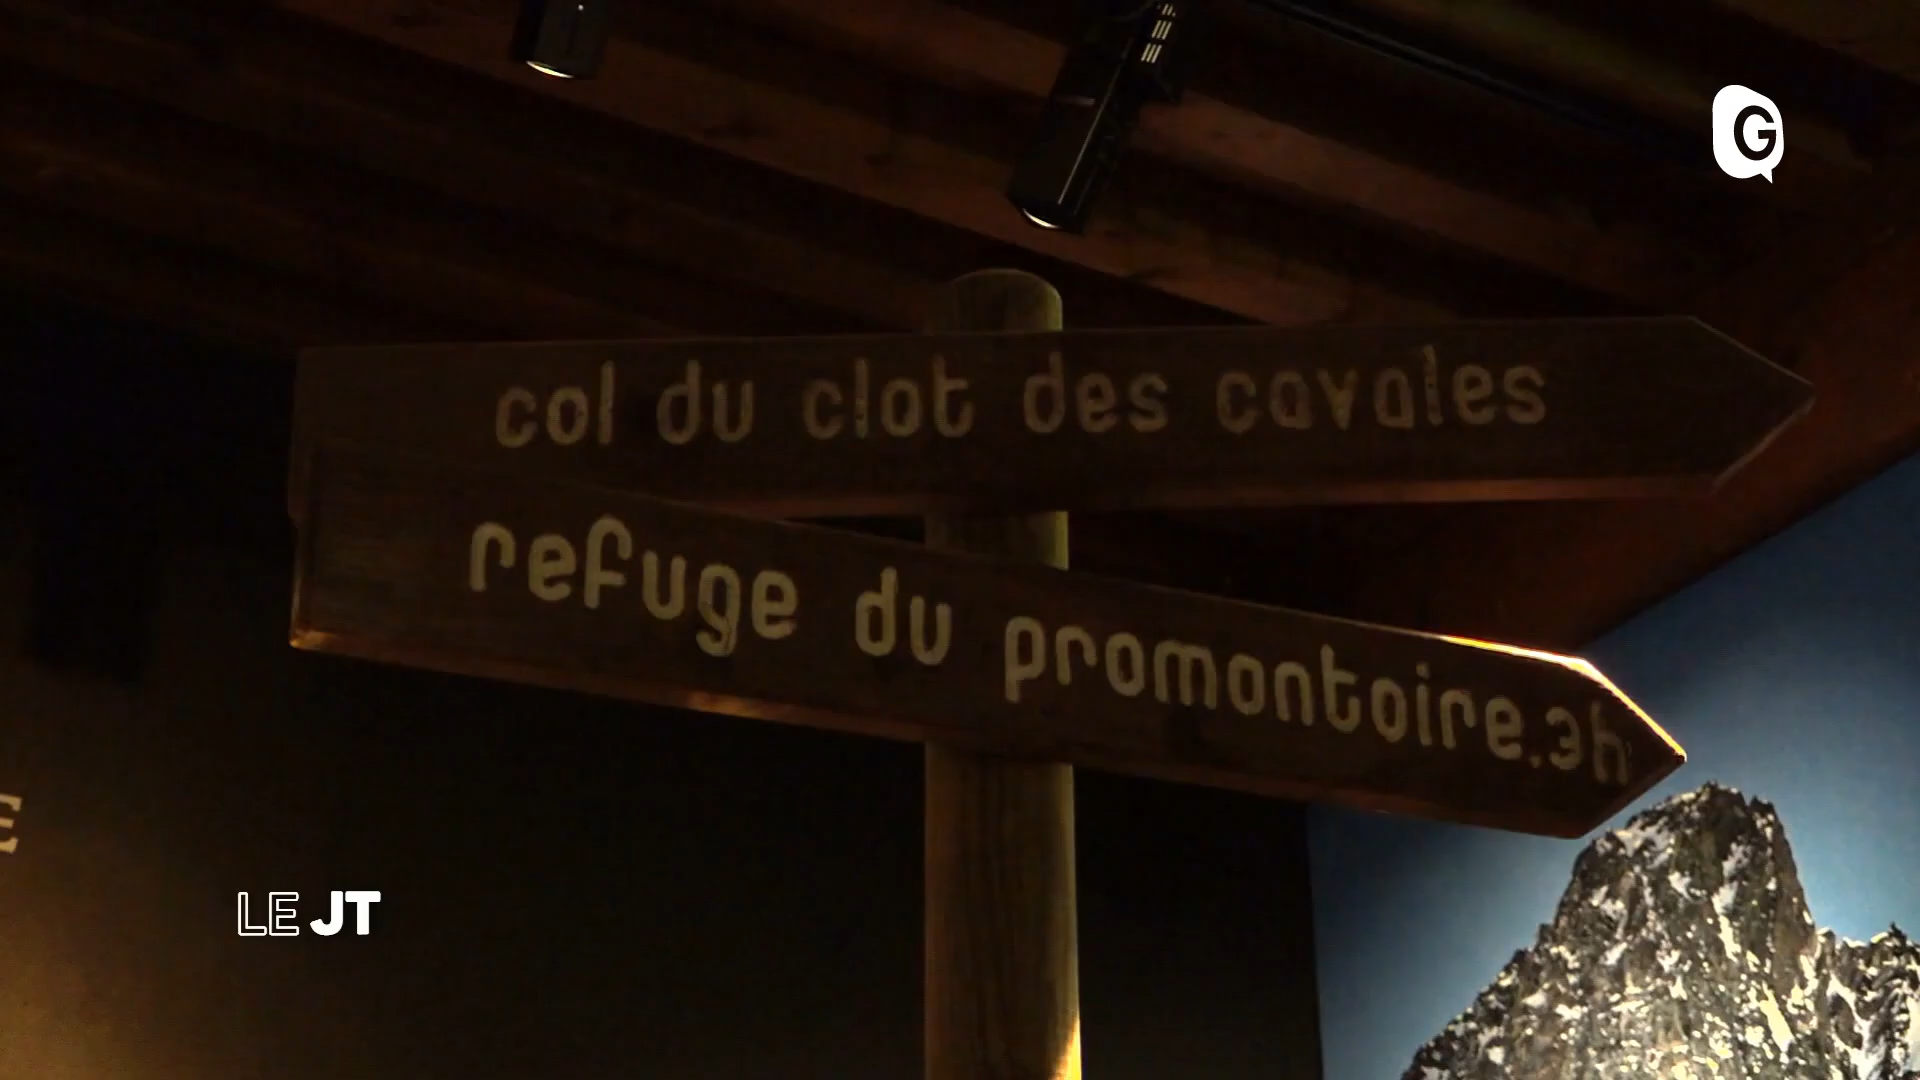 G
col du clot des cavales
refuge du promontoire.3h
E
LE JT